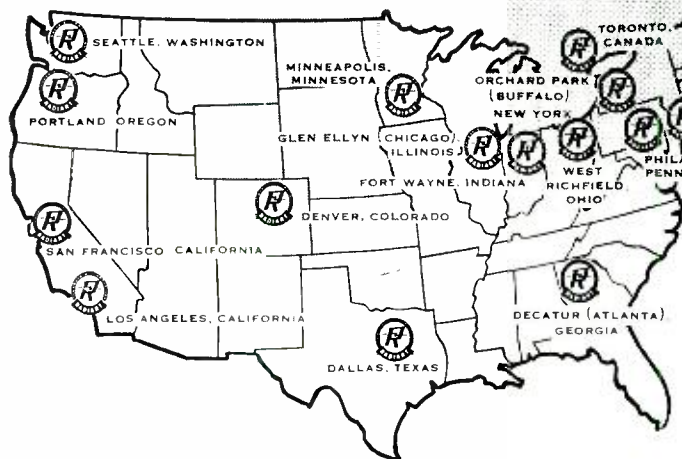 SEATTLE, WASHINGTON
TORONTO,
CANADA
MINNEAPOLIS,
MINNESOTA
ORCHARD PARK
(BUFFALO)
NEW YORK
PORTLAND OREGON
GLEN ELLYN (CHICAGO),
ILLINOIS
PHILA
PENN
WEST
RICHFIELD,
OHIO
FORT WAYNE, INDIANA
DENVER, COLORADO
SAN FRANCISCO CALIFORNIA
LOS ANGELES, CALIFORNIA
DECATUR (ATLANTA),
GEORGIA
DALLAS, TEXAS